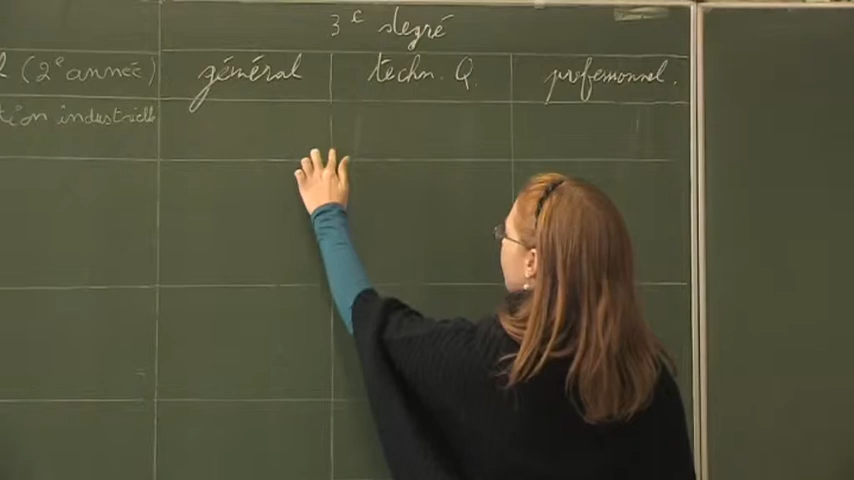 3e degré
l (2e année)
général
techn. Q.
professionnel.
tion industrielle